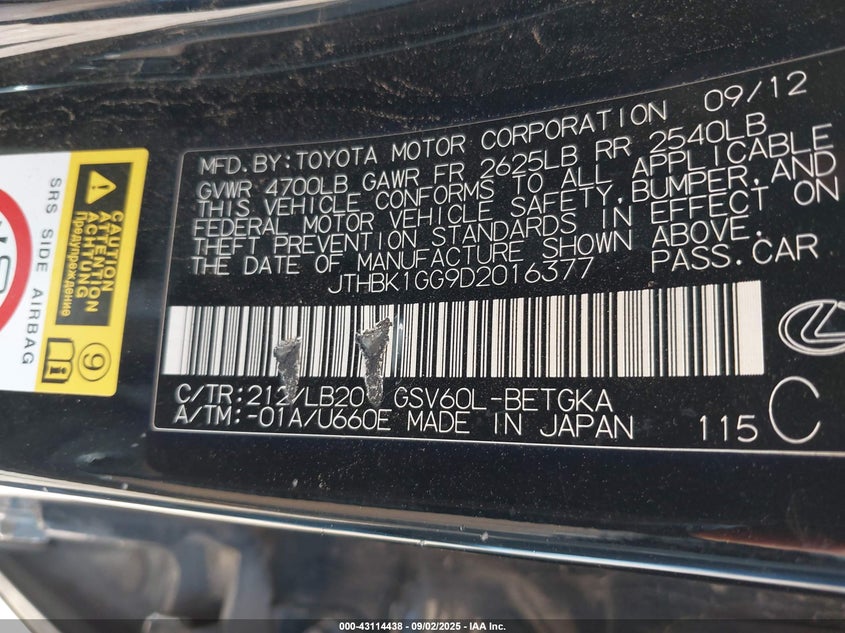 MFD.BY:TOYOTA MOTOR CORPORATION 09/12
GVWR 4700LB GAWR FR 2625LB RR 2540LB
THIS VEHICLE CONFORMS TO ALL APPLICABLE
FEDERAL MOTOR VEHICLE SAFETY,BUMPER,AND
THEFT PREVENTION STANDARDS IN EFFECT ON
THE DATE OF MANUFACTURE SHOWN ABOVE.
JTHBK1GG9D2016377 PASS.CAR
C/TR:212/LB20 GSV60L-BETGKA
A/TM:-01A/U660E MADE IN JAPAN
115 C
SRS SIDE AIRBAG
CAUTION
ATTENTION
ACHTUNG
Предупреждение
9
000-43114438 - 09/02/2025 - IAA Inc.